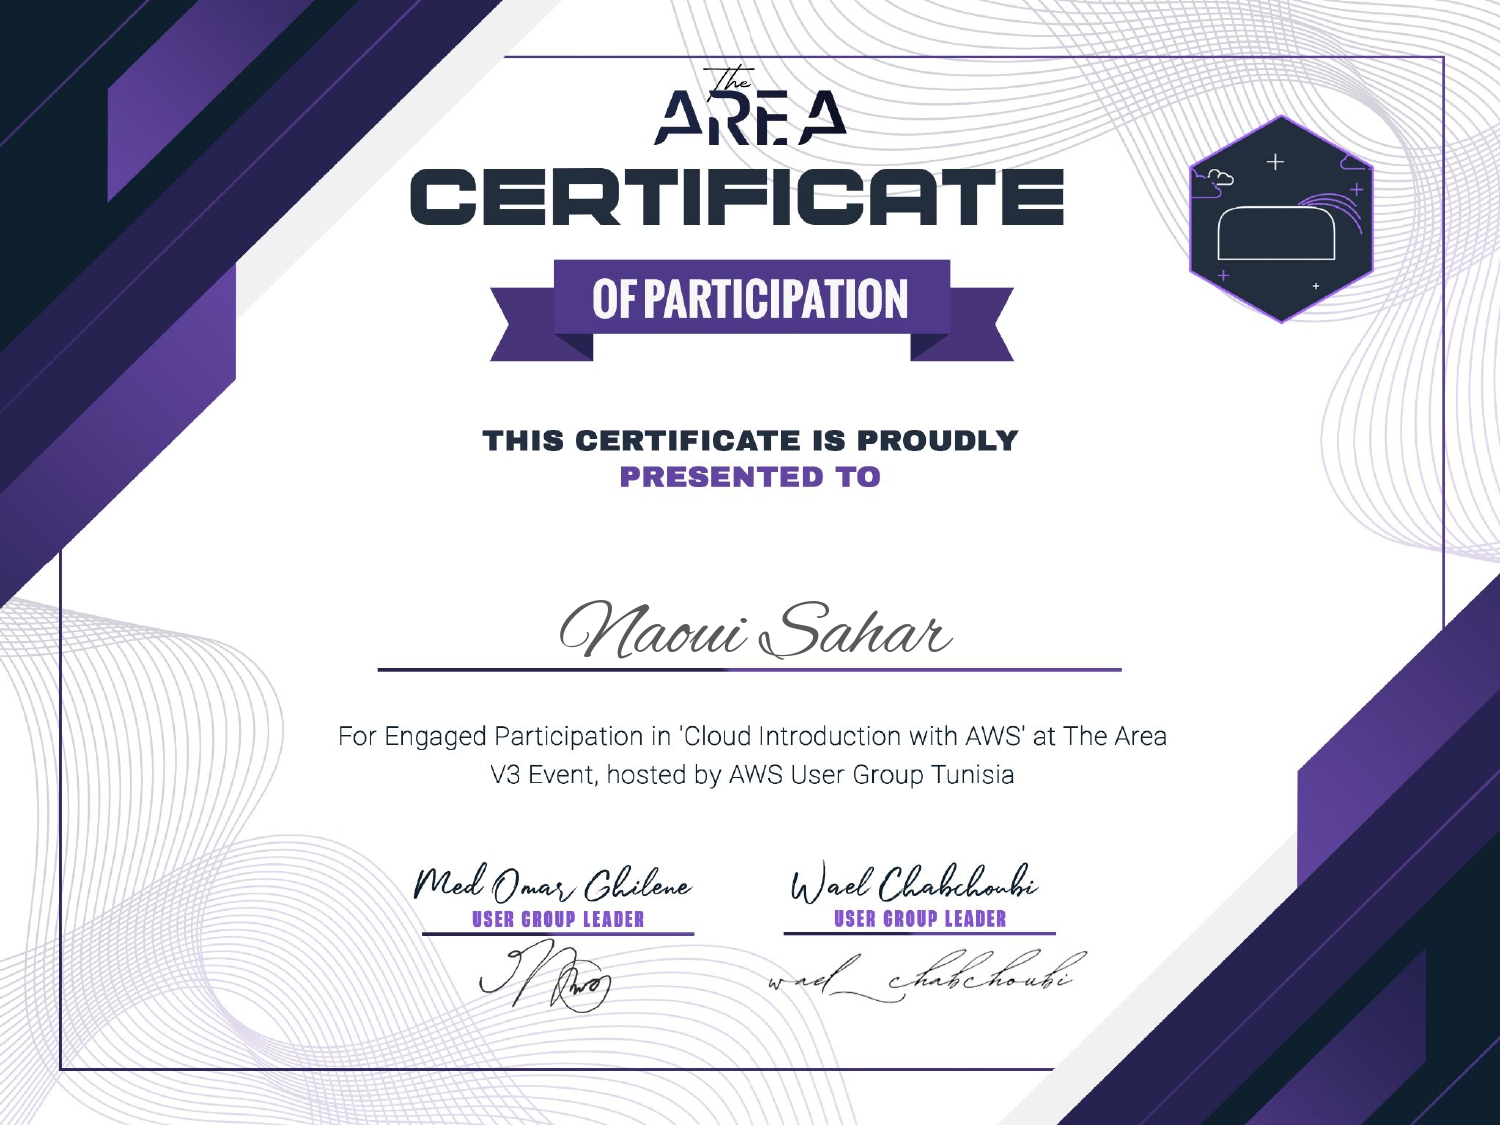 The
AREA
CERTIFICATE
OF PARTICIPATION
THIS CERTIFICATE IS PROUDLY
PRESENTED TO
Naoui Sahar
For Engaged Participation in 'Cloud Introduction with AWS' at The Area
V3 Event, hosted by AWS User Group Tunisia
Med Omar Ghilene
Wael Chabchoubi
USER GROUP LEADER
USER GROUP LEADER
wael chabchoubi